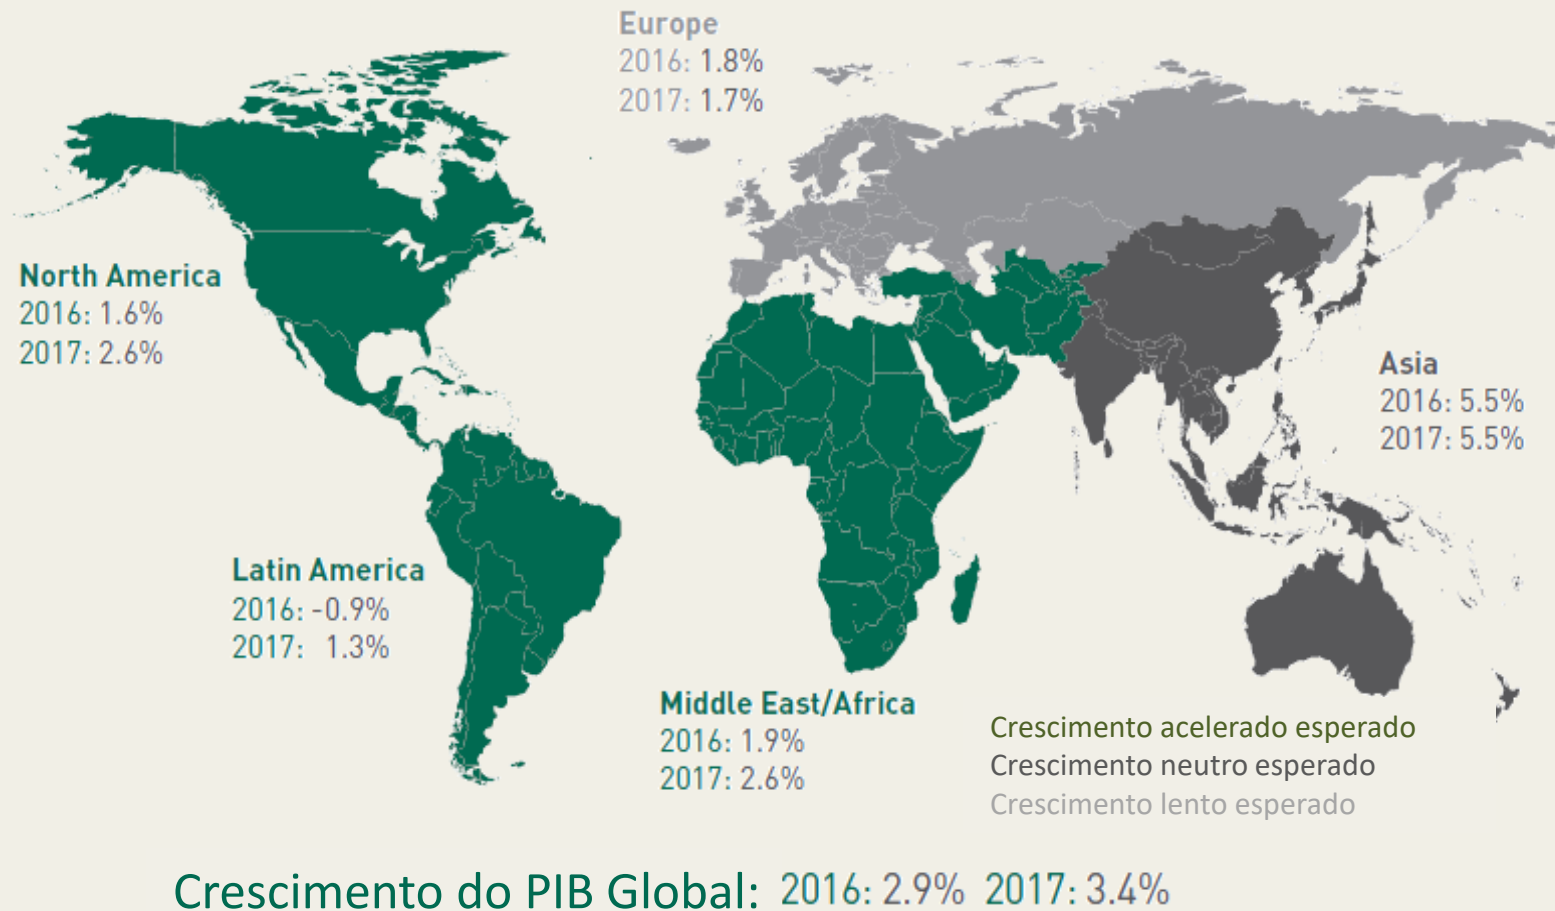 Europe
2016: 1.8%
2017: 1.7%
North America
2016: 1.6%
2017: 2.6%
Asia
2016: 5.5%
2017: 5.5%
Latin America
2016: -0.9%
2017: 1.3%
Middle East/Africa
2016: 1.9%
2017: 2.6%
Crescimento acelerado esperado
Crescimento neutro esperado
Crescimento lento esperado
Crescimento do PIB Global: 2016: 2.9% 2017: 3.4%